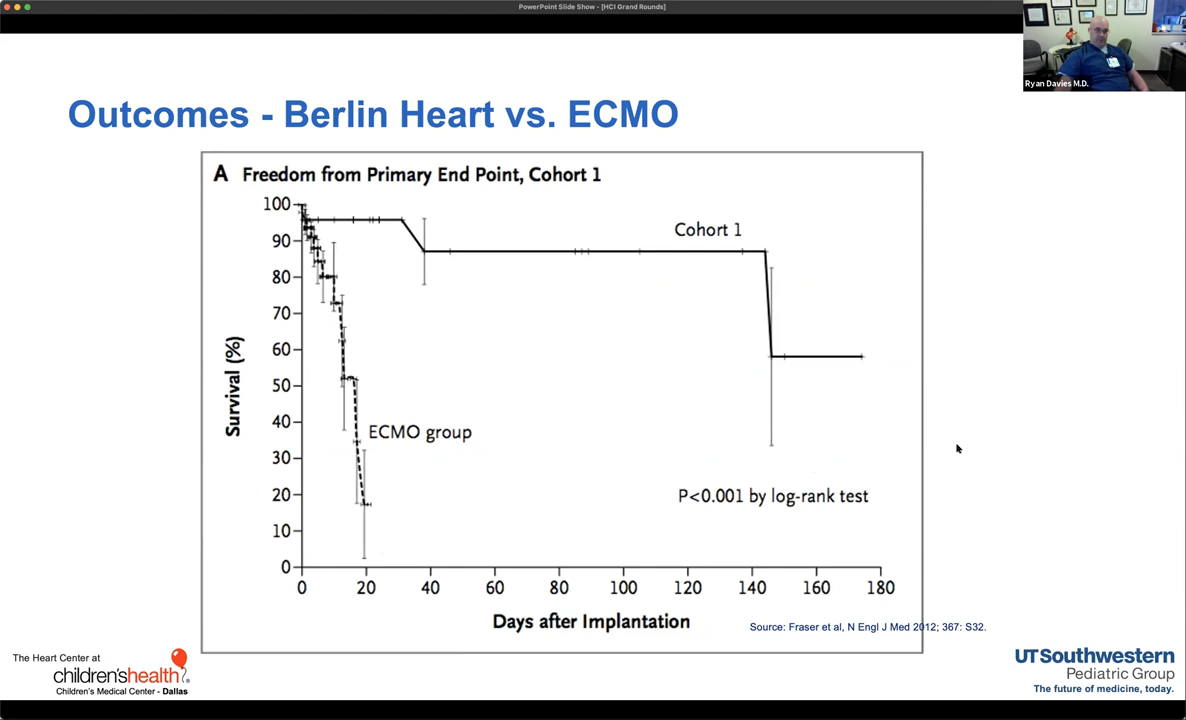 PowerPoint Slide Show - [HCI Grand Rounds]
Ryan Davies M.D.
Outcomes - Berlin Heart vs. ECMO
A Freedom from Primary End Point, Cohort 1
Survival (%)
100
90
80
70
60
50
40
30
20
10
0
Cohort 1
ECMO group
P<0.001 by log-rank test
0 20 40 60 80 100 120 140 160 180
Days after Implantation
Source: Fraser et al, N Engl J Med 2012; 367: S32.
The Heart Center at
children'shealth
Children's Medical Center - Dallas
UTSouthwestern
Pediatric Group
The future of medicine, today.